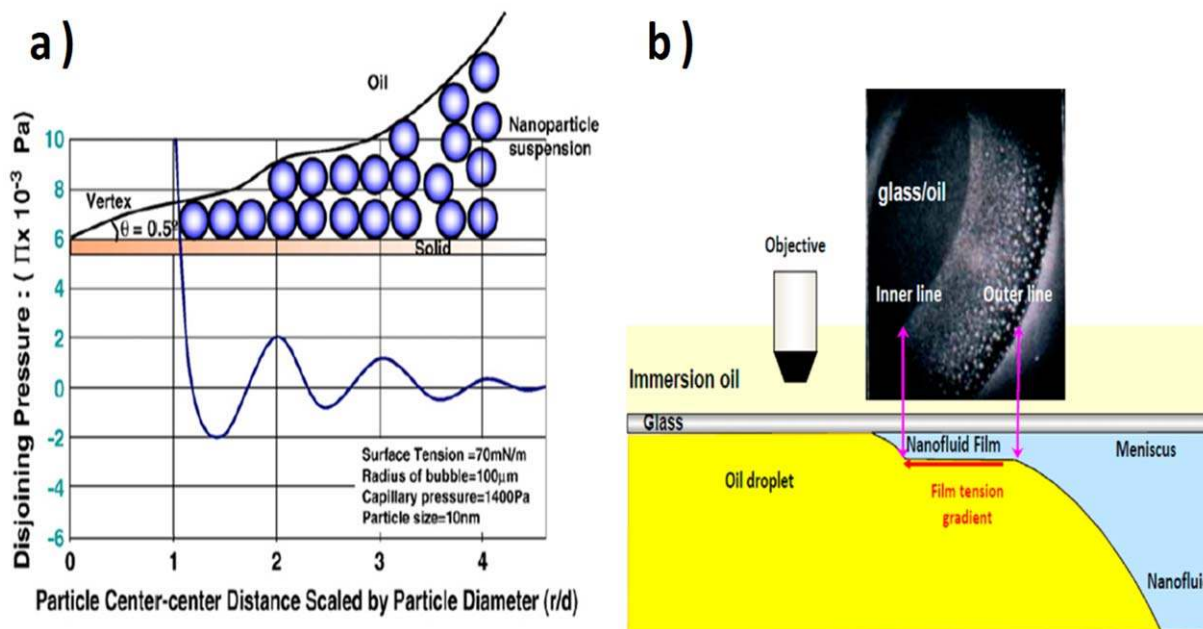 a )
Oil
Nanoparticle
suspension
Vertex
θ = 0.5°
Solid
Disjoining Pressure : ( Π x 10⁻³ Pa)
10
8
6
4
2
0
-2
-4
-6
Surface Tension =70mN/m
Radius of bubble=100μm
Capillary pressure=1400Pa
Particle size=10nm
0 1 2 3 4
Particle Center-center Distance Scaled by Particle Diameter (r/d)
b )
glass/oil
Objective
Inner line
Outer line
Immersion oil
Glass
Nanofluid Film
Meniscus
Oil droplet
Film tension
gradient
Nanofluid